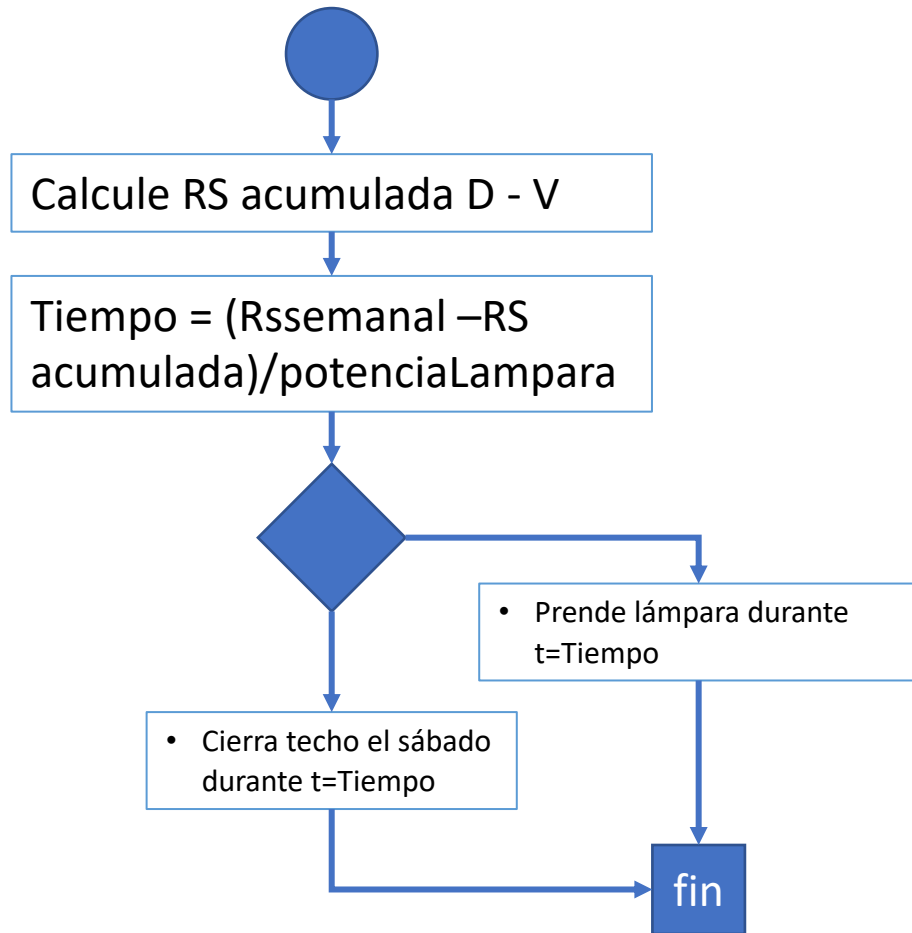 Calcule RS acumulada D - V
Tiempo = (Rssemanal –RS
acumulada)/potenciaLampara
• Prende lámpara durante
t=Tiempo
• Cierra techo el sábado
durante t=Tiempo
fin